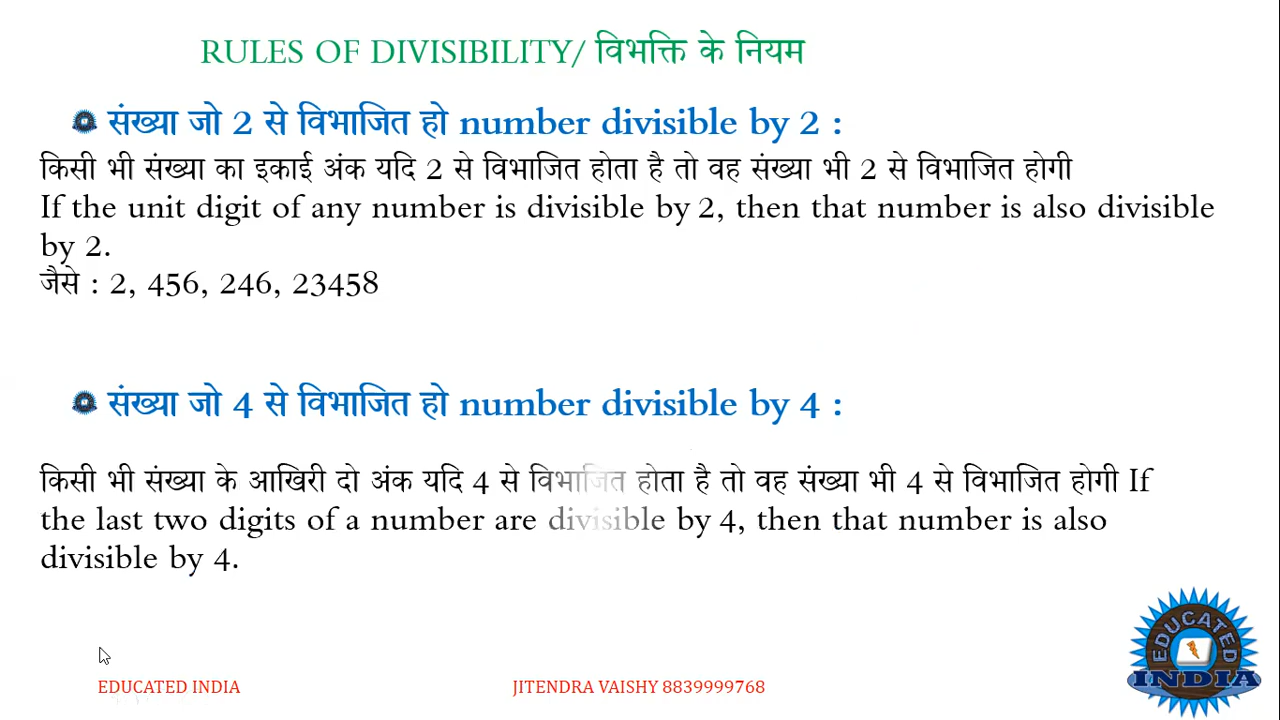 RULES OF DIVISIBILITY/ विभक्ति के नियम
संख्या जो 2 से विभाजित हो number divisible by 2 :
किसी भी संख्या का इकाई अंक यदि 2 से विभाजित होता है तो वह संख्या भी 2 से विभाजित होगी
If the unit digit of any number is divisible by 2, then that number is also divisible
by 2.
जैसे : 2, 456, 246, 23458
संख्या जो 4 से विभाजित हो number divisible by 4 :
किसी भी संख्या के आखिरी दो अंक यदि 4 से विभाजित होता है तो वह संख्या भी 4 से विभाजित होगी If
the last two digits of a number are divisible by 4, then that number is also
divisible by 4.
EDUCATED
INDIA
EDUCATED INDIA
JITENDRA VAISHY 8839999768